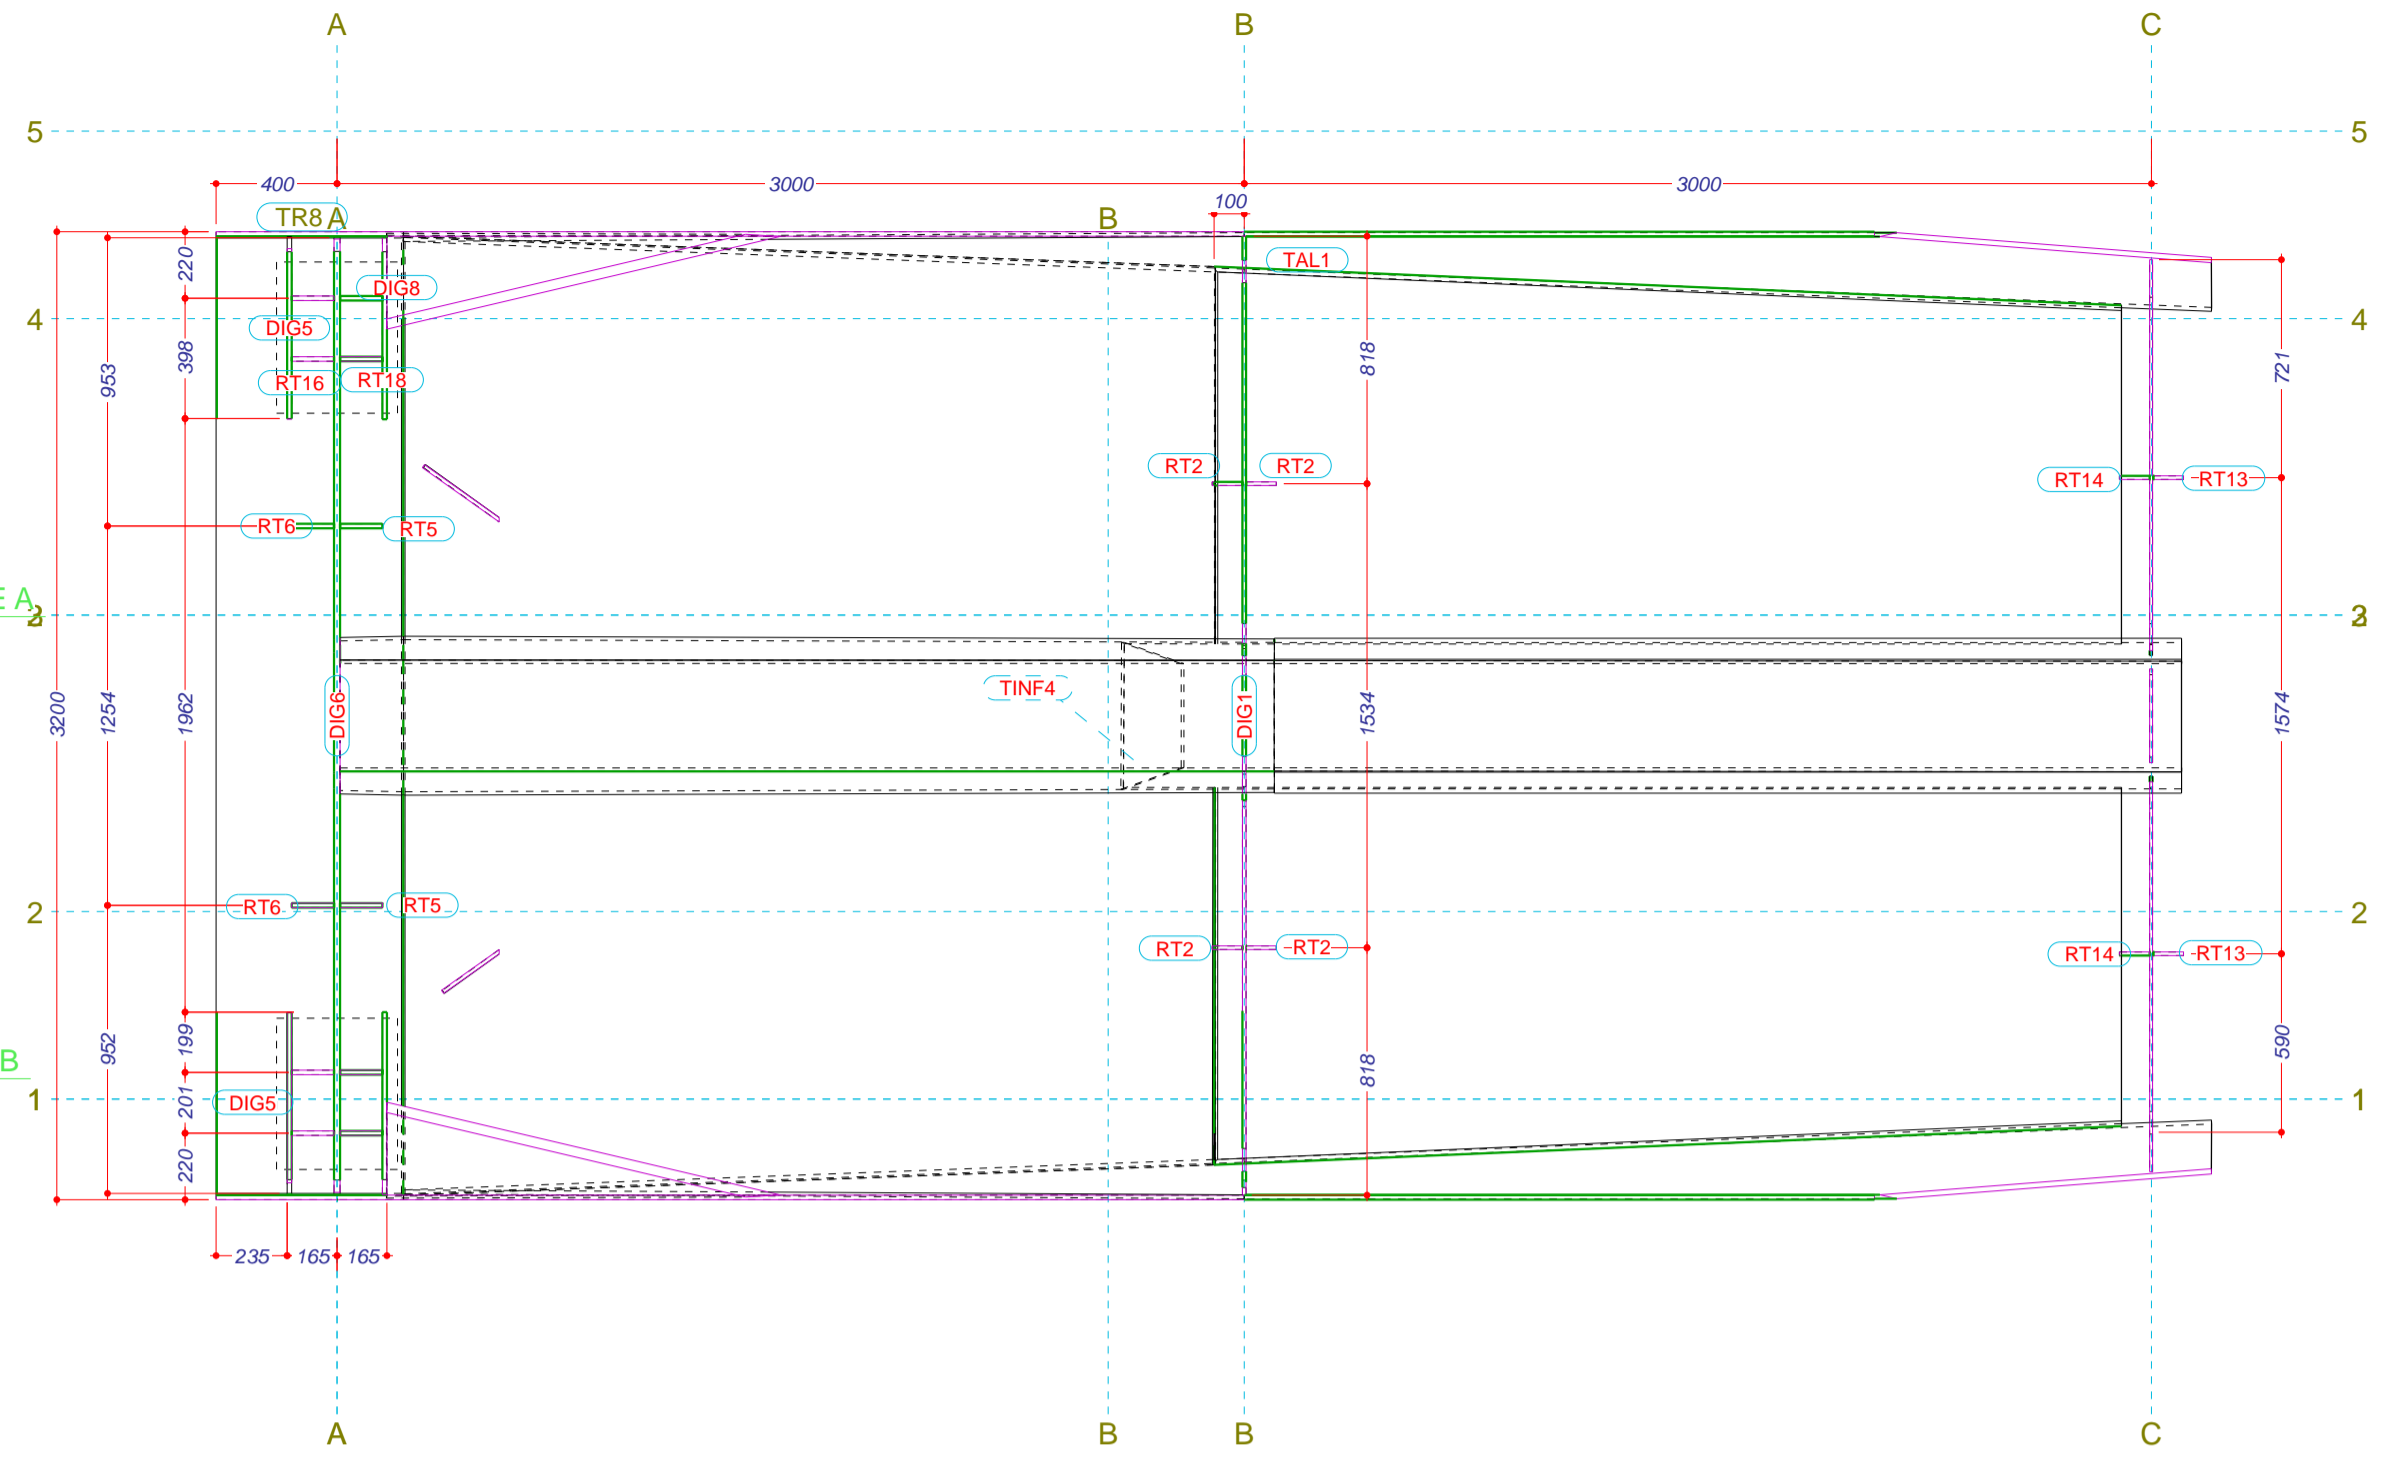 A B C
5 5
400 3000 3000
100
TR8 A B
220
TAL1
DIG8
DIG5
4 4
398
953
818
721
RT16 RT18
RT2 RT2
RT14 RT13
RT6 RT5
E A
3 3
TINF4
3200
1254
1962
DIG6
DIG1
1534
1574
RT6 RT5
2 2
RT2 RT2
RT14 RT13
199
952
B
818
590
DIG5
201
1 1
220
235 165 165
A B B C